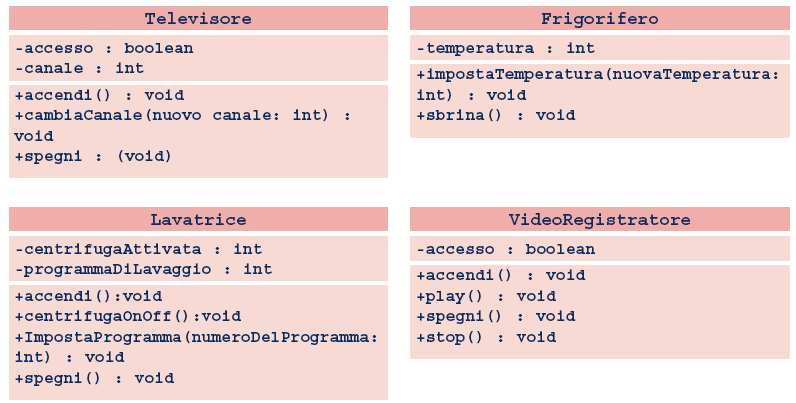 Televisore
-accesso : boolean
-canale : int
+accendi() : void
+cambiaCanale(nuovo canale: int) :
void
+spegni : (void)
Frigorifero
-temperatura : int
+impostaTemperatura(nuovaTemperatura:
int) : void
+sbrina() : void
Lavatrice
-centrifugaAttivata : int
-programmaDiLavaggio : int
+accendi():void
+centrifugaOnOff():void
+ImpostaProgramma(numeroDelProgramma:
int) : void
+spegni() : void
VideoRegistratore
-accesso : boolean
+accendi() : void
+play() : void
+spegni() : void
+stop() : void